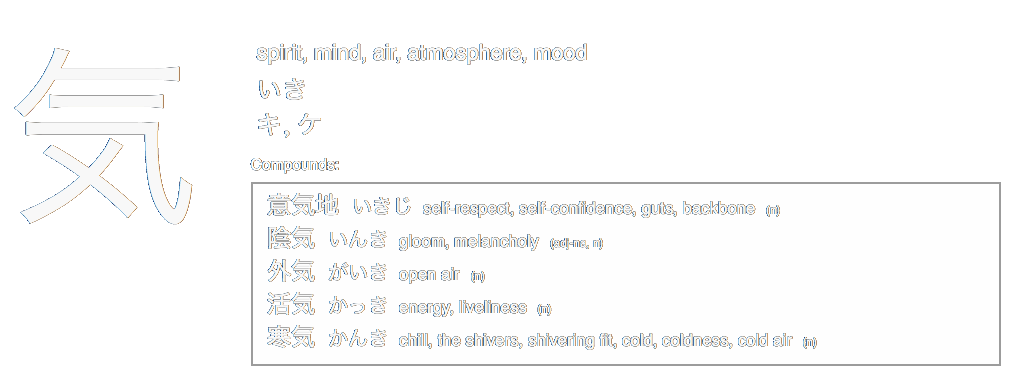 気
spirit, mind, air, atmosphere, mood
いき
キ, ケ
Compounds:
意気地 いきじ self-respect, self-confidence, guts, backbone (n)
陰気 いんき gloom, melancholy (adj-na, n)
外気 がいき open air (n)
活気 かっき energy, liveliness (n)
寒気 かんき chill, the shivers, shivering fit, cold, coldness, cold air (n)